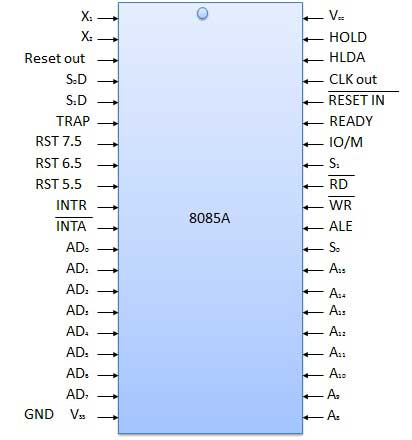 X₁
X₂
Reset out
S₀D
S₁D
TRAP
RST 7.5
RST 6.5
RST 5.5
INTR
INTA
AD₀
AD₁
AD₂
AD₃
AD₄
AD₅
AD₆
AD₇
GND Vss
8085A
Vcc
HOLD
HLDA
CLK out
RESET IN
READY
IO/M
S₁
RD
WR
ALE
S₀
A₁₅
A₁₄
A₁₃
A₁₂
A₁₁
A₁₀
A₉
A₈